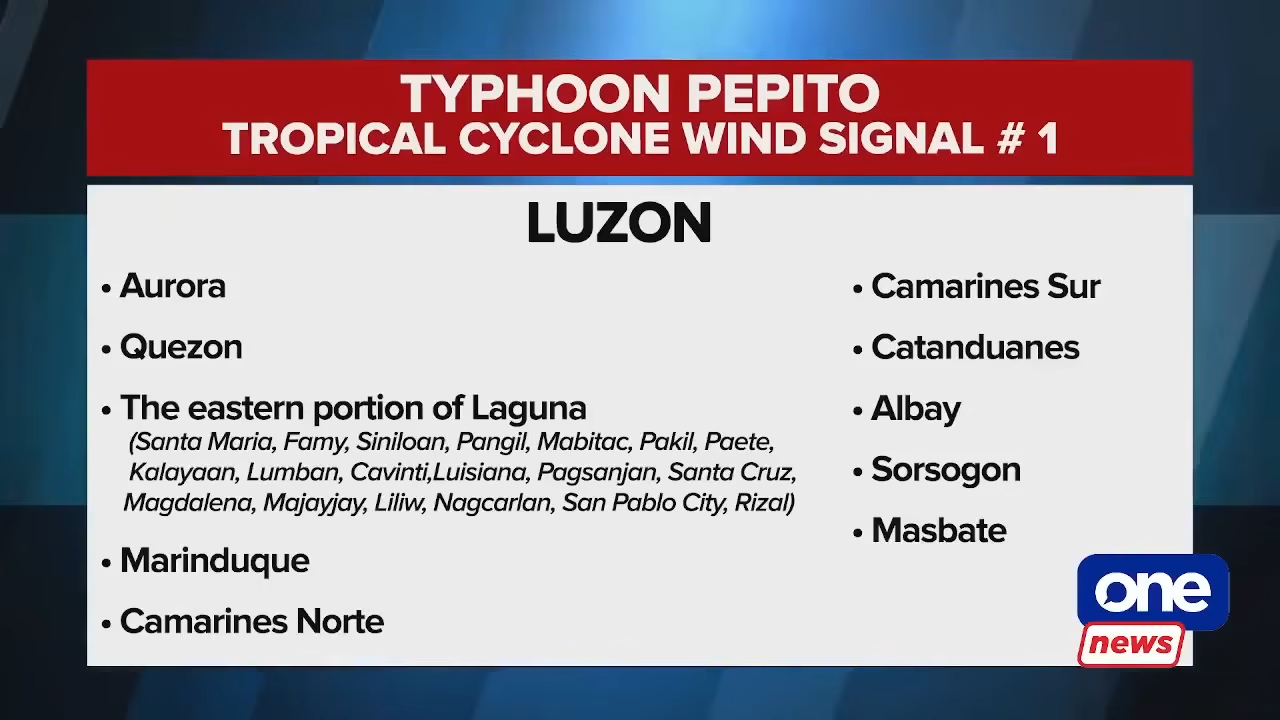 TYPHOON PEPITO
TROPICAL CYCLONE WIND SIGNAL # 1
LUZON
• Aurora
• Quezon
• The eastern portion of Laguna
(Santa Maria, Famy, Siniloan, Pangil, Mabitac, Pakil, Paete,
Kalayaan, Lumban, Cavinti,Luisiana, Pagsanjan, Santa Cruz,
Magdalena, Majayjay, Liliw, Nagcarlan, San Pablo City, Rizal)
• Marinduque
• Camarines Norte
• Camarines Sur
• Catanduanes
• Albay
• Sorsogon
• Masbate
one
news